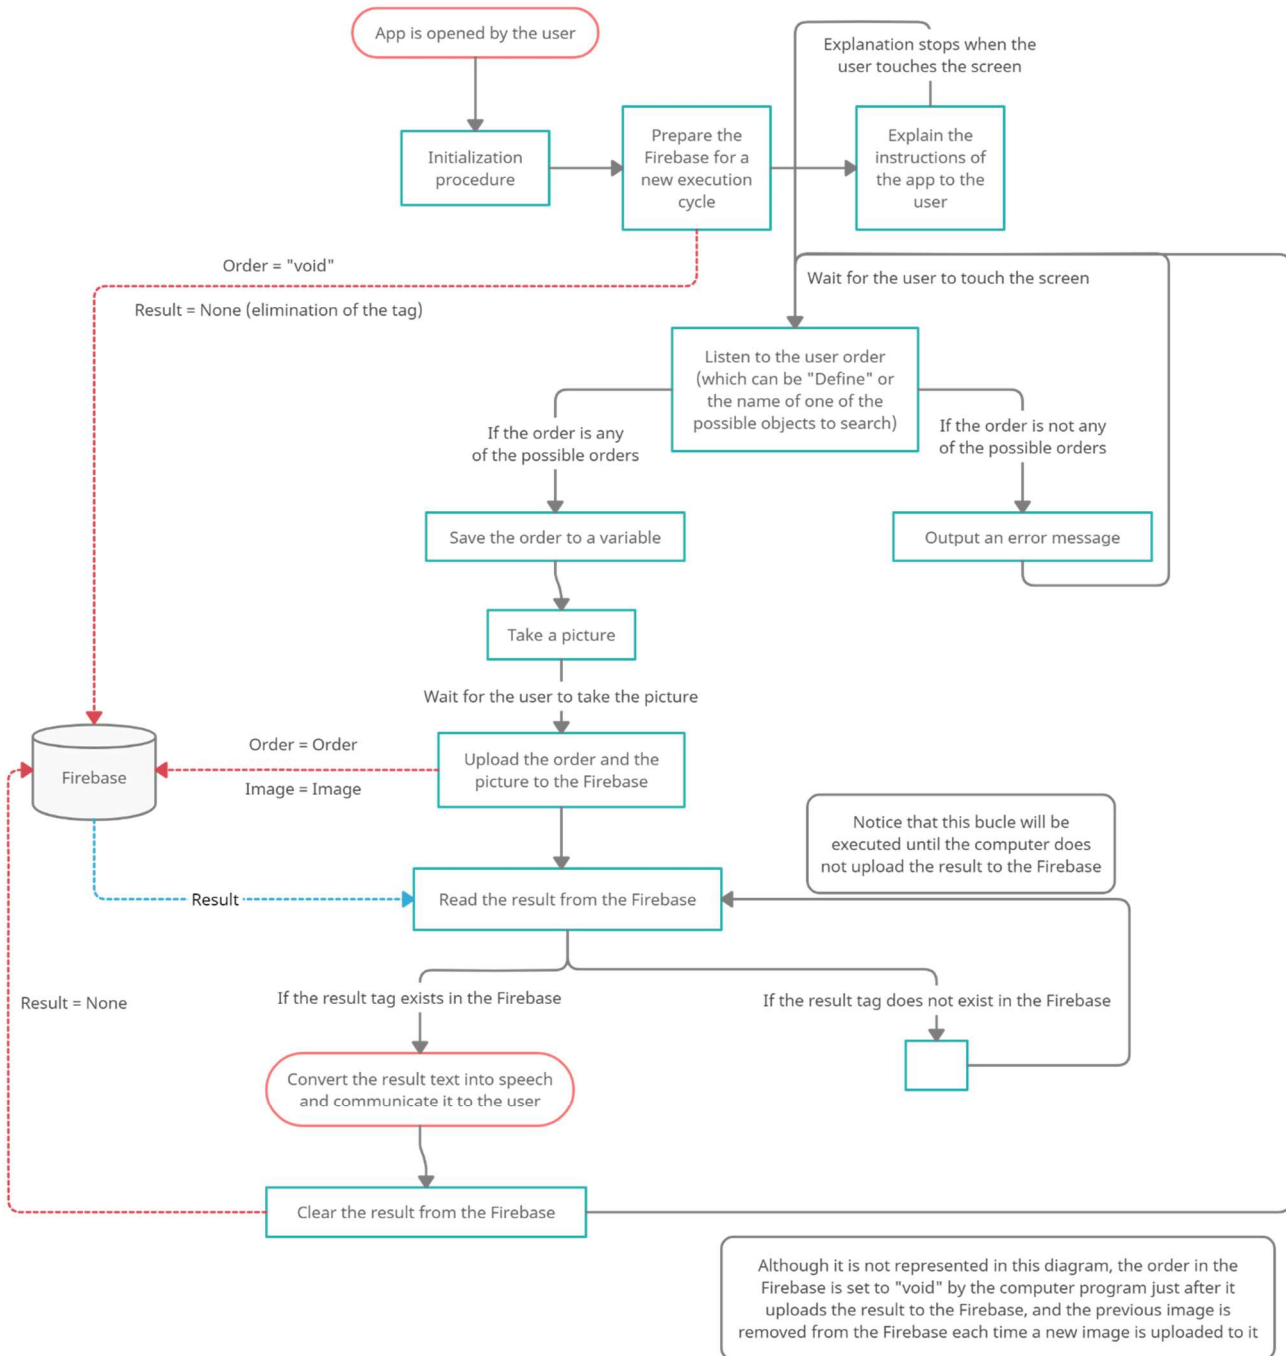 App is opened by the user
Explanation stops when the
user touches the screen
Initialization
procedure
Prepare the
Firebase for a
new execution
cycle
Explain the
instructions of
the app to the
user
Order = "void"
Result = None (elimination of the tag)
Wait for the user to touch the screen
Listen to the user order
(which can be "Define" or
the name of one of the
possible objects to search)
If the order is any
of the possible orders
If the order is not any
of the possible orders
Save the order to a variable
Output an error message
Take a picture
Wait for the user to take the picture
Firebase
Order = Order
Image = Image
Upload the order and the
picture to the Firebase
Notice that this bucle will be
executed until the computer does
not upload the result to the Firebase
Result
Read the result from the Firebase
Result = None
If the result tag exists in the Firebase
If the result tag does not exist in the Firebase
Convert the result text into speech
and communicate it to the user
Clear the result from the Firebase
Although it is not represented in this diagram, the order in the
Firebase is set to "void" by the computer program just after it
uploads the result to the Firebase, and the previous image is
removed from the Firebase each time a new image is uploaded to it